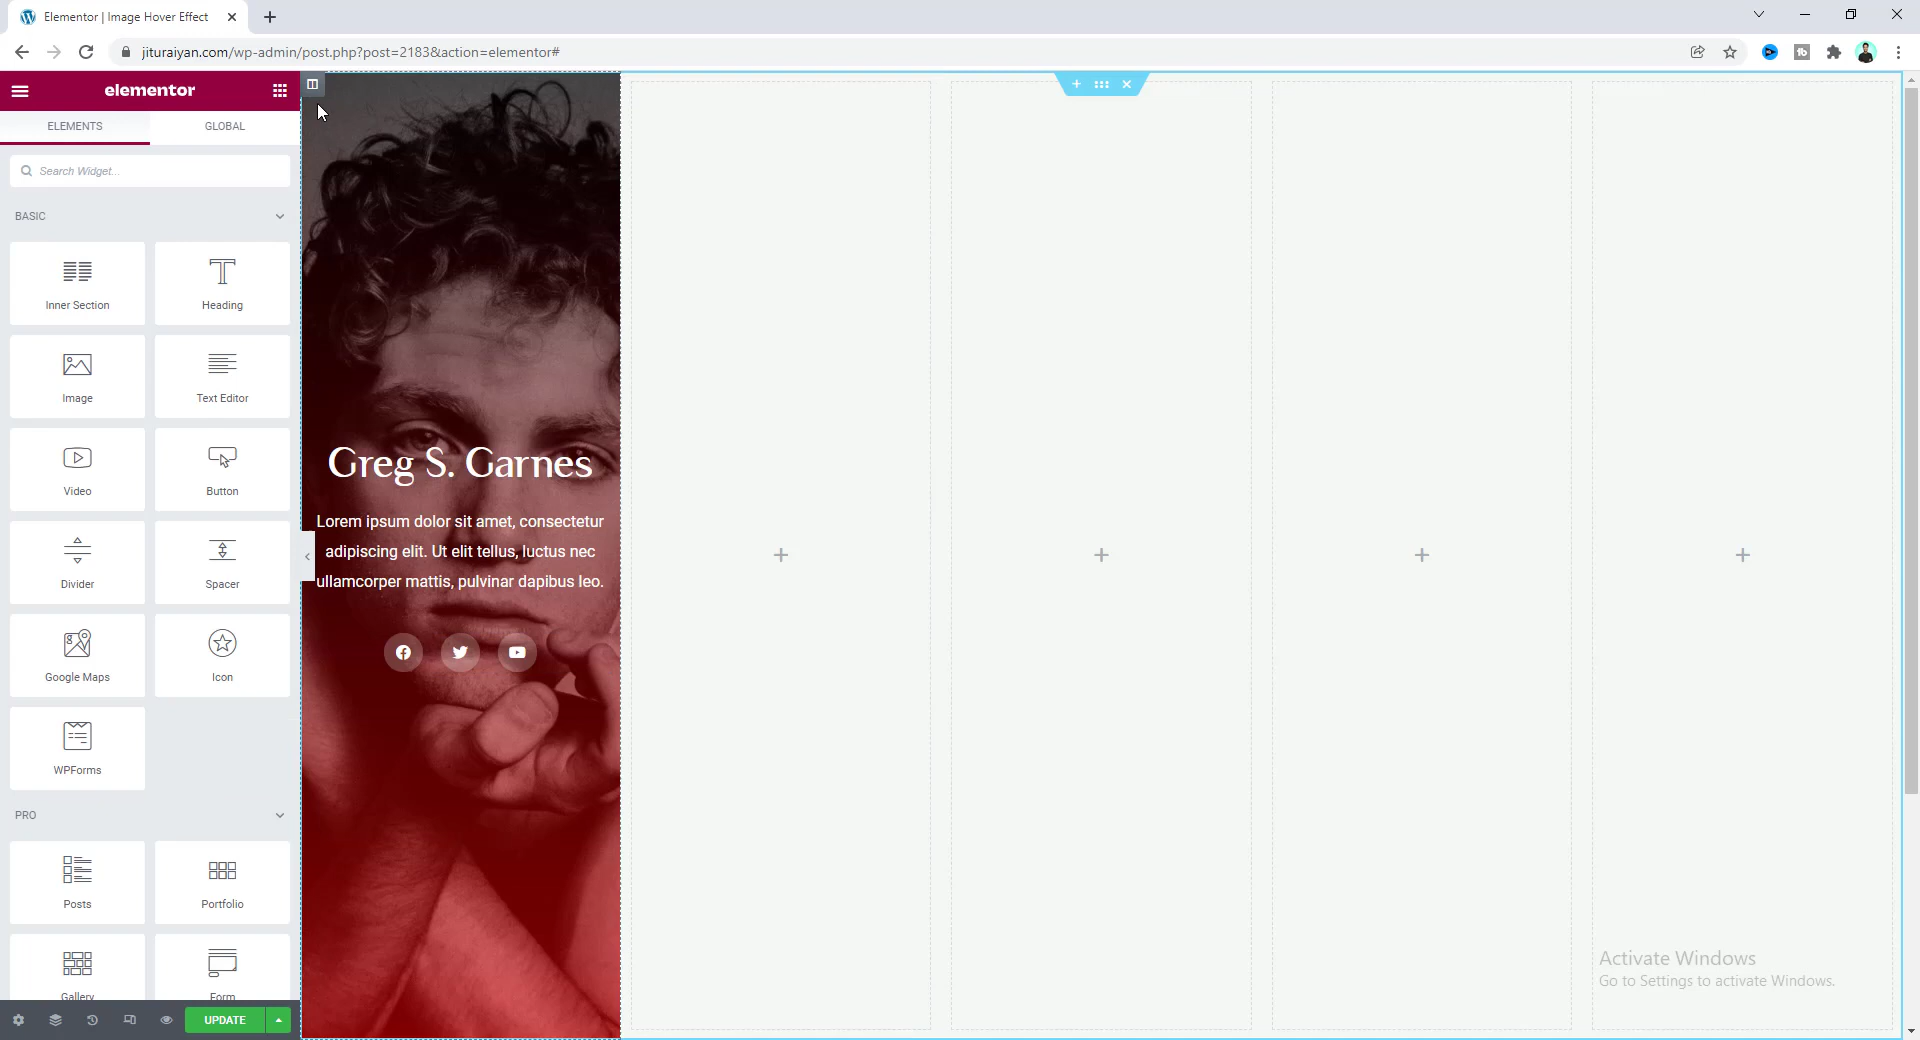 Elementor | Image Hover Effect
jituraiyan.com/wp-admin/post.php?post=2183&action=elementor#
elementor
ELEMENTS
GLOBAL
Search Widget...
BASIC
Inner Section
Heading
Image
Text Editor
Video
Button
Divider
Spacer
Google Maps
Icon
WPForms
PRO
Posts
Portfolio
Gallery
Form
UPDATE
Greg S. Garnes
Lorem ipsum dolor sit amet, consectetur
adipiscing elit. Ut elit tellus, luctus nec
ullamcorper mattis, pulvinar dapibus leo.
Activate Windows
Go to Settings to activate Windows.